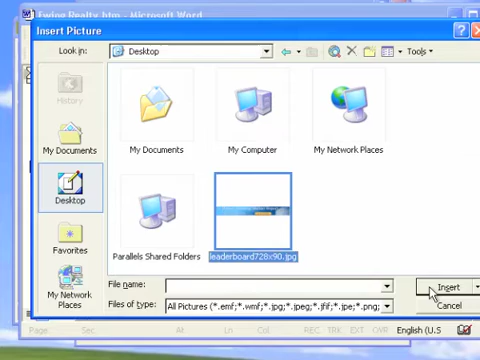 Ewing Realty.htm - Microsoft Word
Insert Picture
Look in:
Desktop
Tools
History
My Documents
Desktop
Favorites
My Network
Places
My Documents
My Computer
My Network Places
Parallels Shared Folders
leaderboard728x90.jpg
File name:
Insert
Files of type:
All Pictures (*.emf;*.wmf;*.jpg;*.jpeg;*.jfif;*.jpe;*.png;
Cancel
Page:
At:
Ln
Col
REC TRK EXT OVR
English (U.S